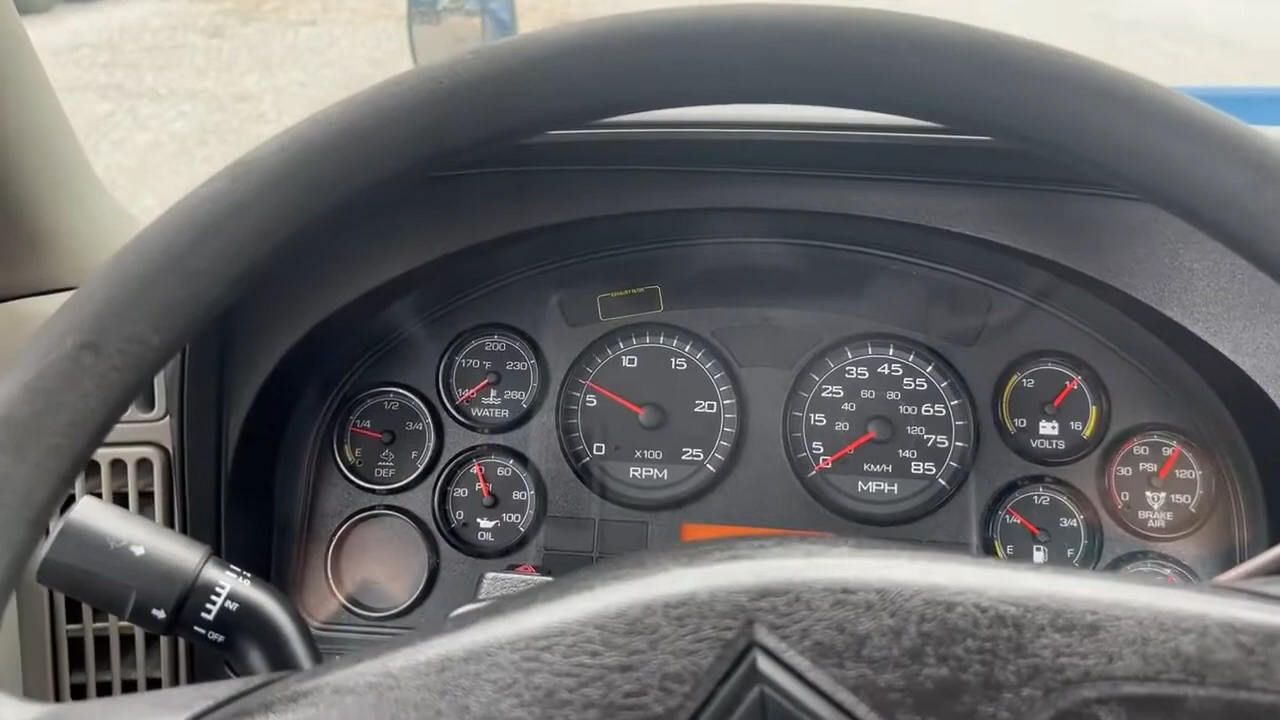 EXHAUST FILTER
200
170 °F 230
140 260
WATER
1/2
1/4 3/4
E F
DEF
40 60
PSI
20 80
0 100
OIL
10 15
5 20
0 X100 25
RPM
35 45
25 55
15 65
5 75
0 85
40 60 80 100
20 120
140
KM/H
MPH
12 14
10 16
VOLTS
60 90
PSI
30 120
0 150
1
BRAKE
AIR
1/2
1/4 3/4
E F
INT
OFF